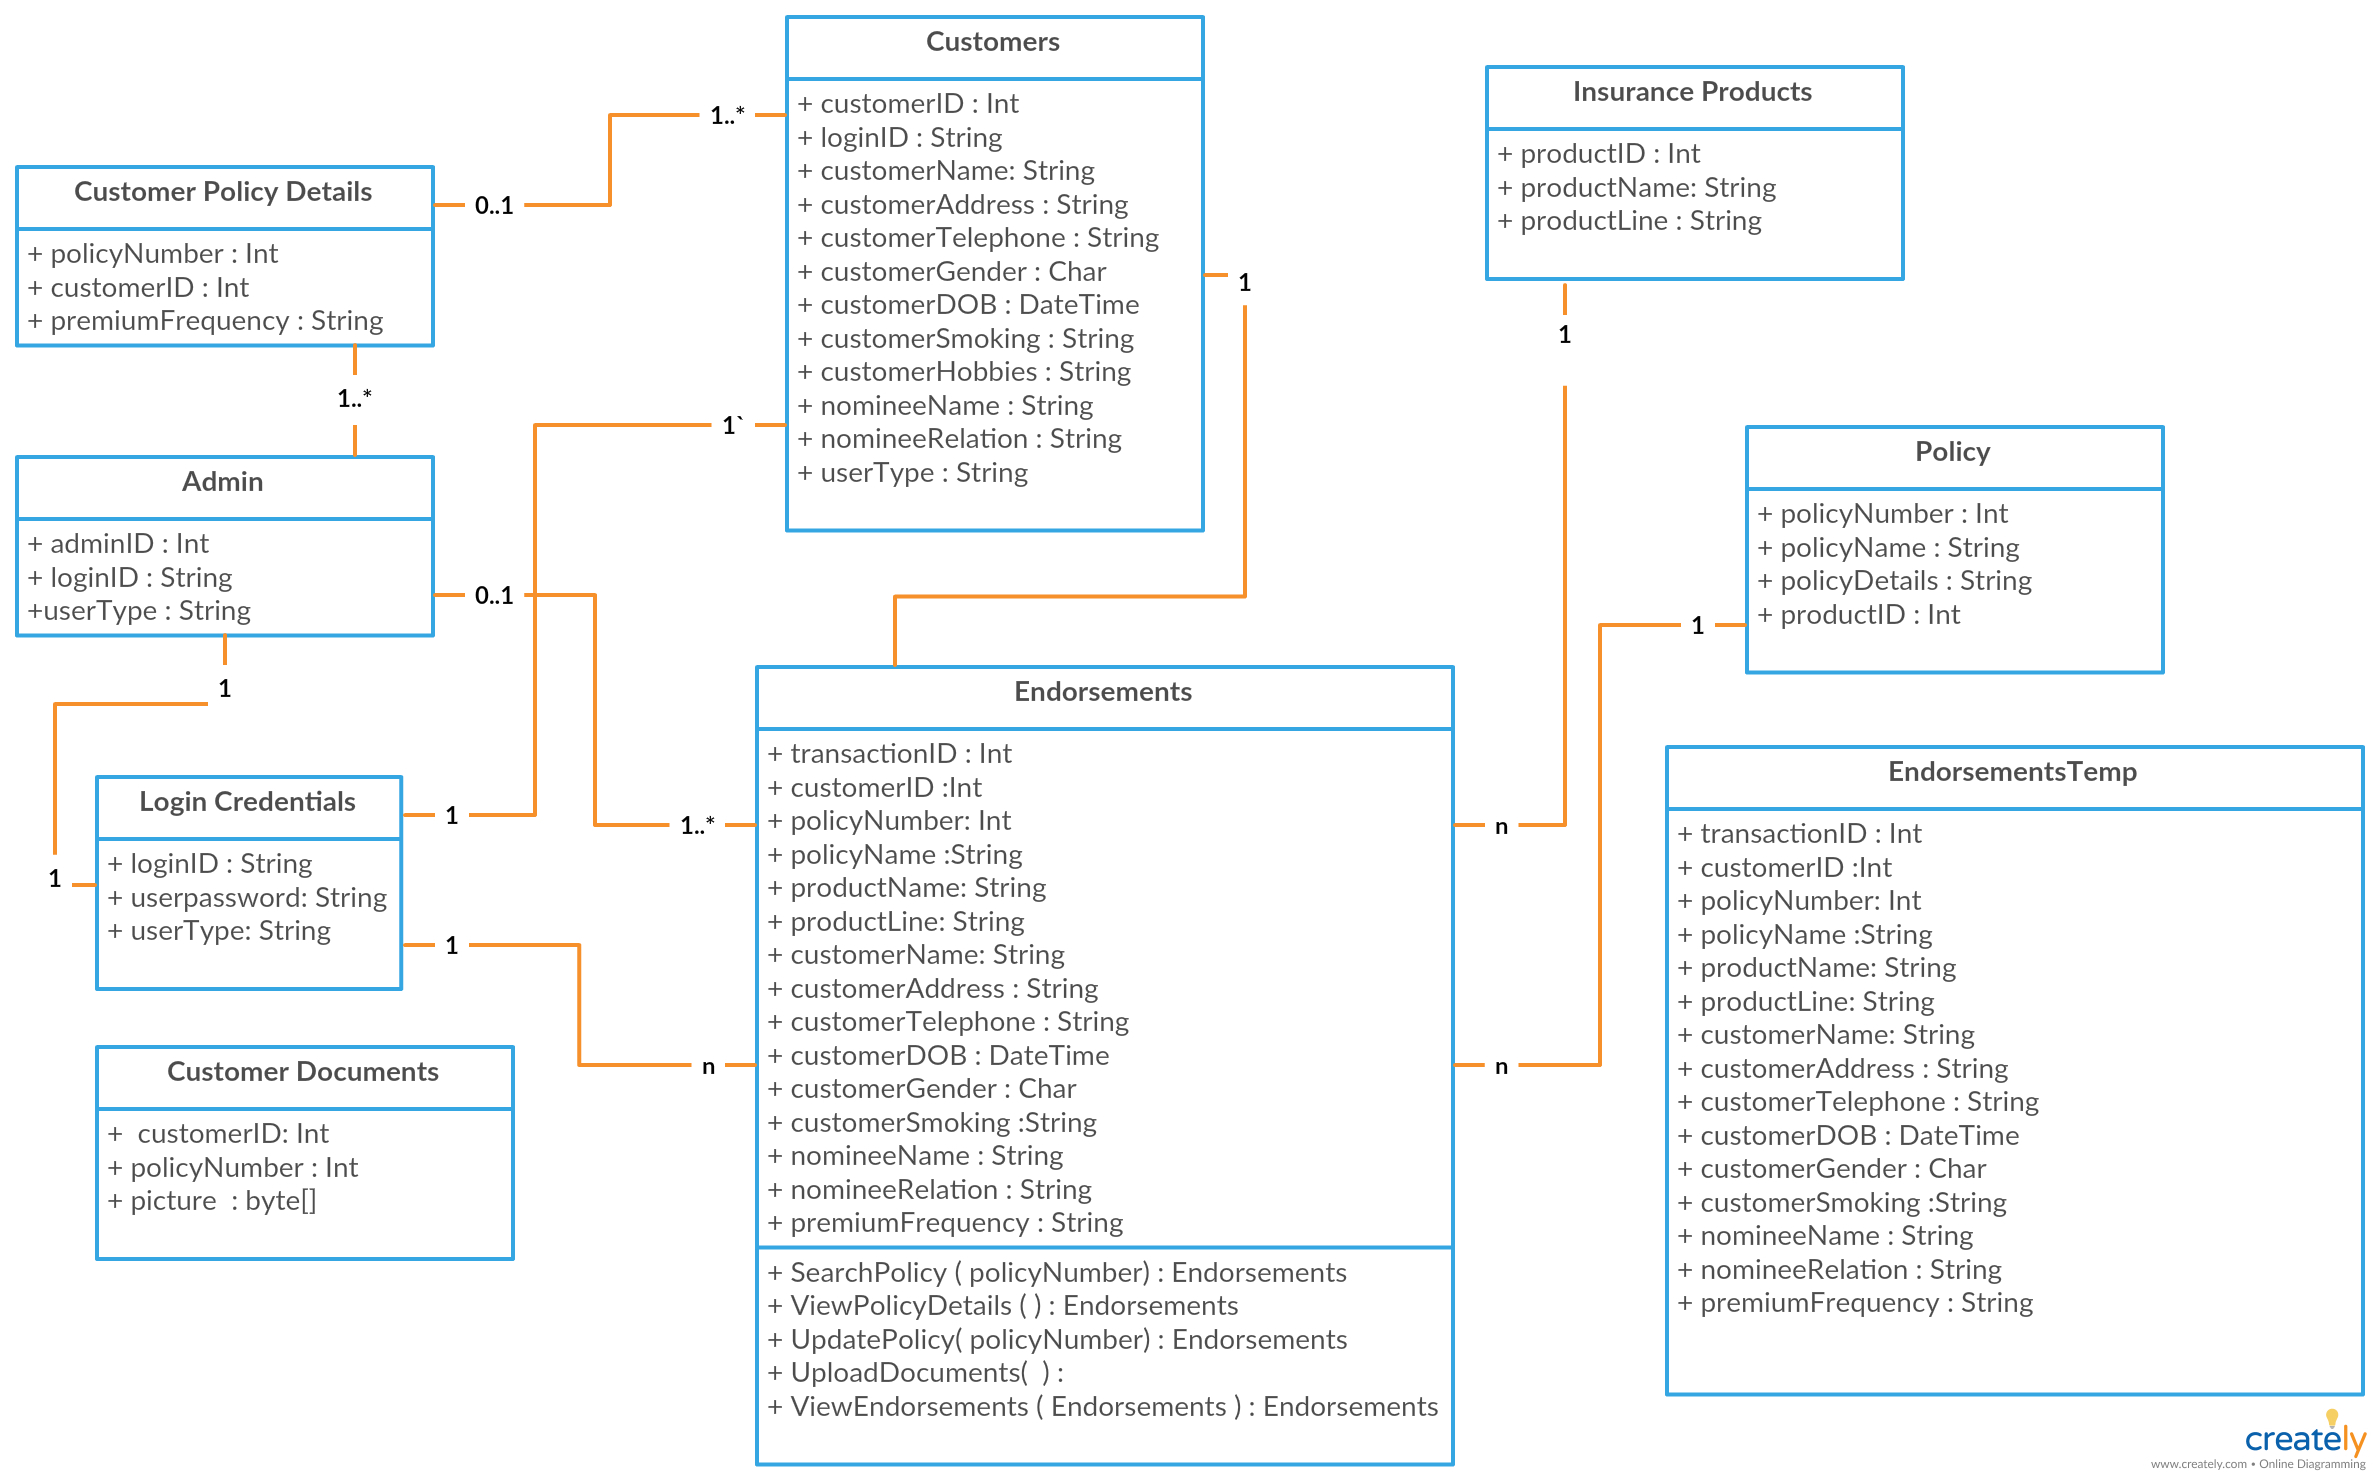 Customers
+ customerID : Int
+ loginID : String
+ customerName: String
+ customerAddress : String
+ customerTelephone : String
+ customerGender : Char
+ customerDOB : DateTime
+ customerSmoking : String
+ customerHobbies : String
+ nomineeName : String
+ nomineeRelation : String
+ userType : String
Insurance Products
+ productID : Int
+ productName: String
+ productLine : String
1..*
0..1
Customer Policy Details
+ policyNumber : Int
+ customerID : Int
+ premiumFrequency : String
1
1
1..*
1`
Policy
+ policyNumber : Int
+ policyName : String
+ policyDetails : String
+ productID : Int
Admin
+ adminID : Int
+ loginID : String
+userType : String
0..1
1
1
Endorsements
+ transactionID : Int
+ customerID :Int
+ policyNumber: Int
+ policyName :String
+ productName: String
+ productLine: String
+ customerName: String
+ customerAddress : String
+ customerTelephone : String
+ customerDOB : DateTime
+ customerGender : Char
+ customerSmoking :String
+ nomineeName : String
+ nomineeRelation : String
+ premiumFrequency : String
+ SearchPolicy ( policyNumber) : Endorsements
+ ViewPolicyDetails ( ) : Endorsements
+ UpdatePolicy( policyNumber) : Endorsements
+ UploadDocuments(  ) :
+ ViewEndorsements ( Endorsements ) : Endorsements
EndorsementsTemp
+ transactionID : Int
+ customerID :Int
+ policyNumber: Int
+ policyName :String
+ productName: String
+ productLine: String
+ customerName: String
+ customerAddress : String
+ customerTelephone : String
+ customerDOB : DateTime
+ customerGender : Char
+ customerSmoking :String
+ nomineeName : String
+ nomineeRelation : String
+ premiumFrequency : String
Login Credentials
+ loginID : String
+ userpassword: String
+ userType: String
1
1..*
n
1
1
n
n
Customer Documents
+  customerID: Int
+ policyNumber : Int
+ picture  : byte[]
creately
www.creately.com • Online Diagramming